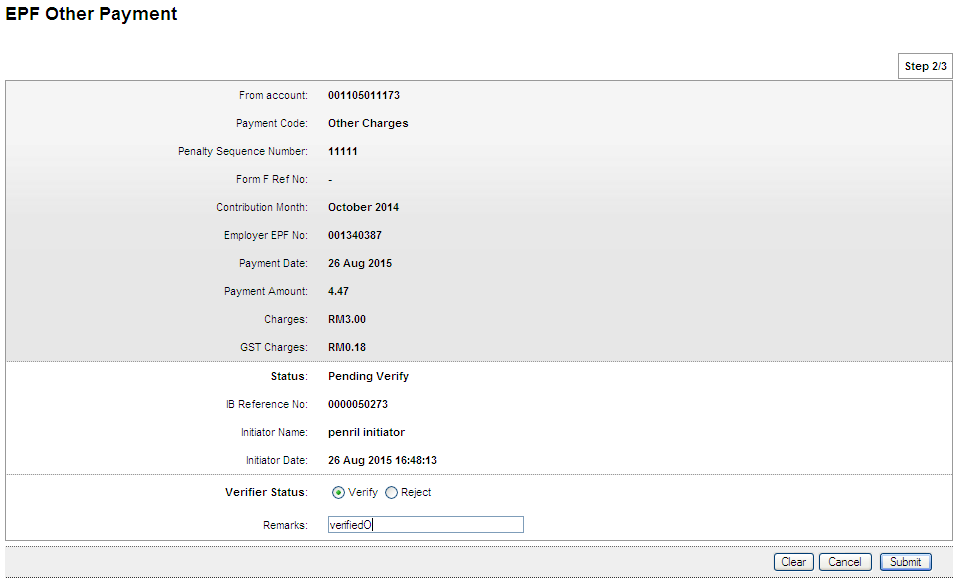 EPF Other Payment
Step 2/3
From account: 001105011173
Payment Code: Other Charges
Penalty Sequence Number: 11111
Form F Ref No: -
Contribution Month: October 2014
Employer EPF No: 001340387
Payment Date: 26 Aug 2015
Payment Amount: 4.47
Charges: RM3.00
GST Charges: RM0.18
Status: Pending Verify
IB Reference No: 0000050273
Initiator Name: penril initiator
Initiator Date: 26 Aug 2015 16:48:13
Verifier Status: Verify Reject
Remarks: verifiedO
Clear Cancel Submit